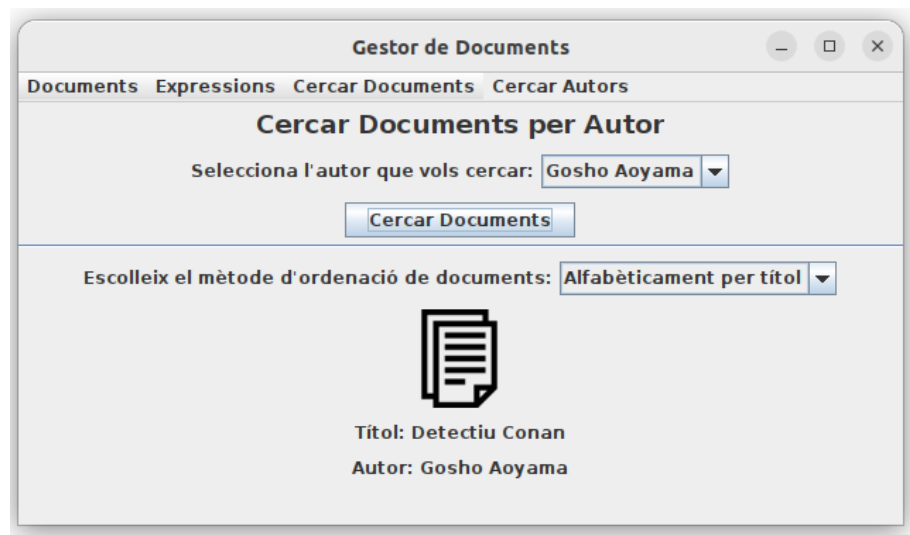 Gestor de Documents
Documents Expressions Cercar Documents Cercar Autors
Cercar Documents per Autor
Selecciona l'autor que vols cercar: Gosho Aoyama
Cercar Documents
Escolleix el mètode d'ordenació de documents: Alfabèticament per títol
Títol: Detectiu Conan
Autor: Gosho Aoyama